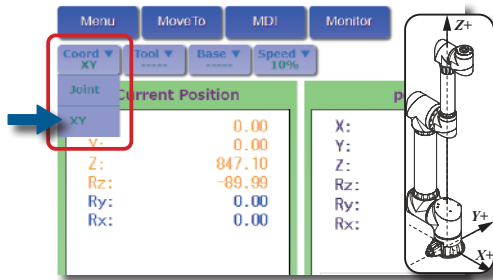 Menu MoveTo MDI Monitor
Coord ▼ Tool ▼ Base ▼ Speed ▼
XY ----- ----- 10%
Joint
XY
Current Position
0.00 X:
Y: 0.00 Y:
Z: 847.10 Z:
Rz: -89.99 Rz:
Ry: 0.00 Ry:
Rx: 0.00 Rx:
Z+
Y+
X+